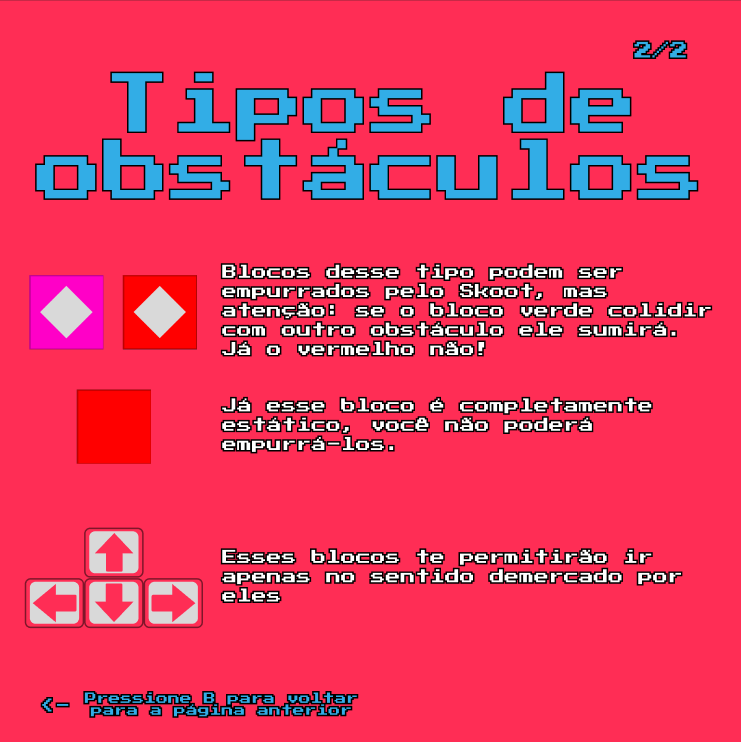 2/2
Tipos de
obstáculos
Blocos desse tipo podem ser
empurrados pelo Skoot, mas
atenção: se o bloco verde colidir
com outro obstáculo ele sumirá.
Já o vermelho não!
Já esse bloco é completamente
estático, você não poderá
empurrá-los.
Esses blocos te permitirão ir
apenas no sentido demercado por
eles
<- Pressione B para voltar
para a página anterior